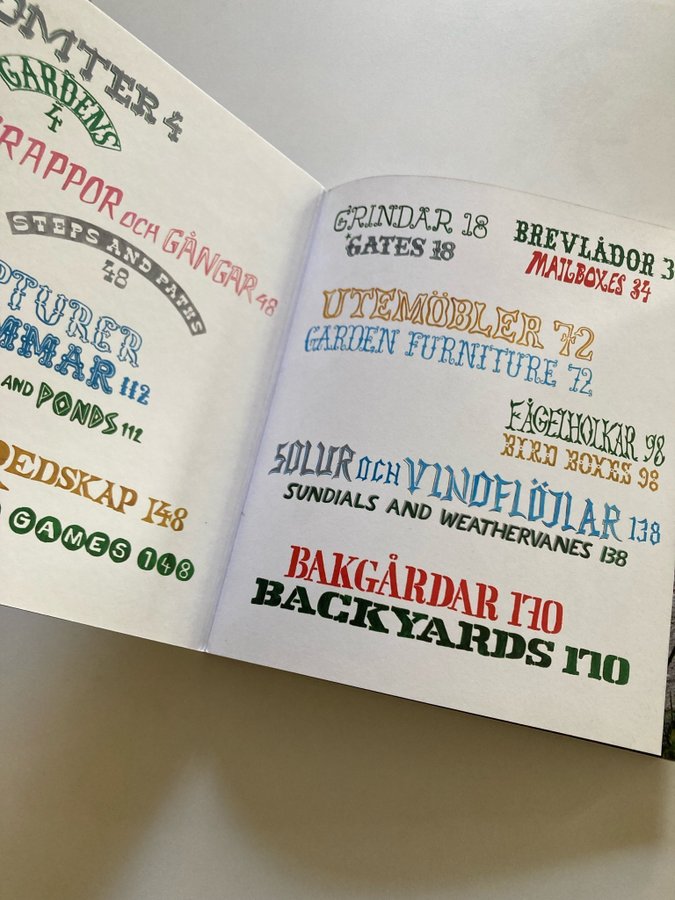 OMTER 4
GARDENS
4
RAPPOR OCH GÅNGAR 48
STEPS AND PATHS
48
PTURER
MMAR 112
AND PONDS 112
REDSKAP 148
GAMES 148
GRINDAR 18
GATES 18
BREVLÅDOR 3
MAILBOXES 34
UTEMÖBLER 72
GARDEN FURNITURE 72
FÅGELHOLKAR 98
BIRD BOXES 98
SOLUR OCH VINDFLÖJLAR 138
SUNDIALS AND WEATHERVANES 138
BAKGÅRDAR 170
BACKYARDS 170